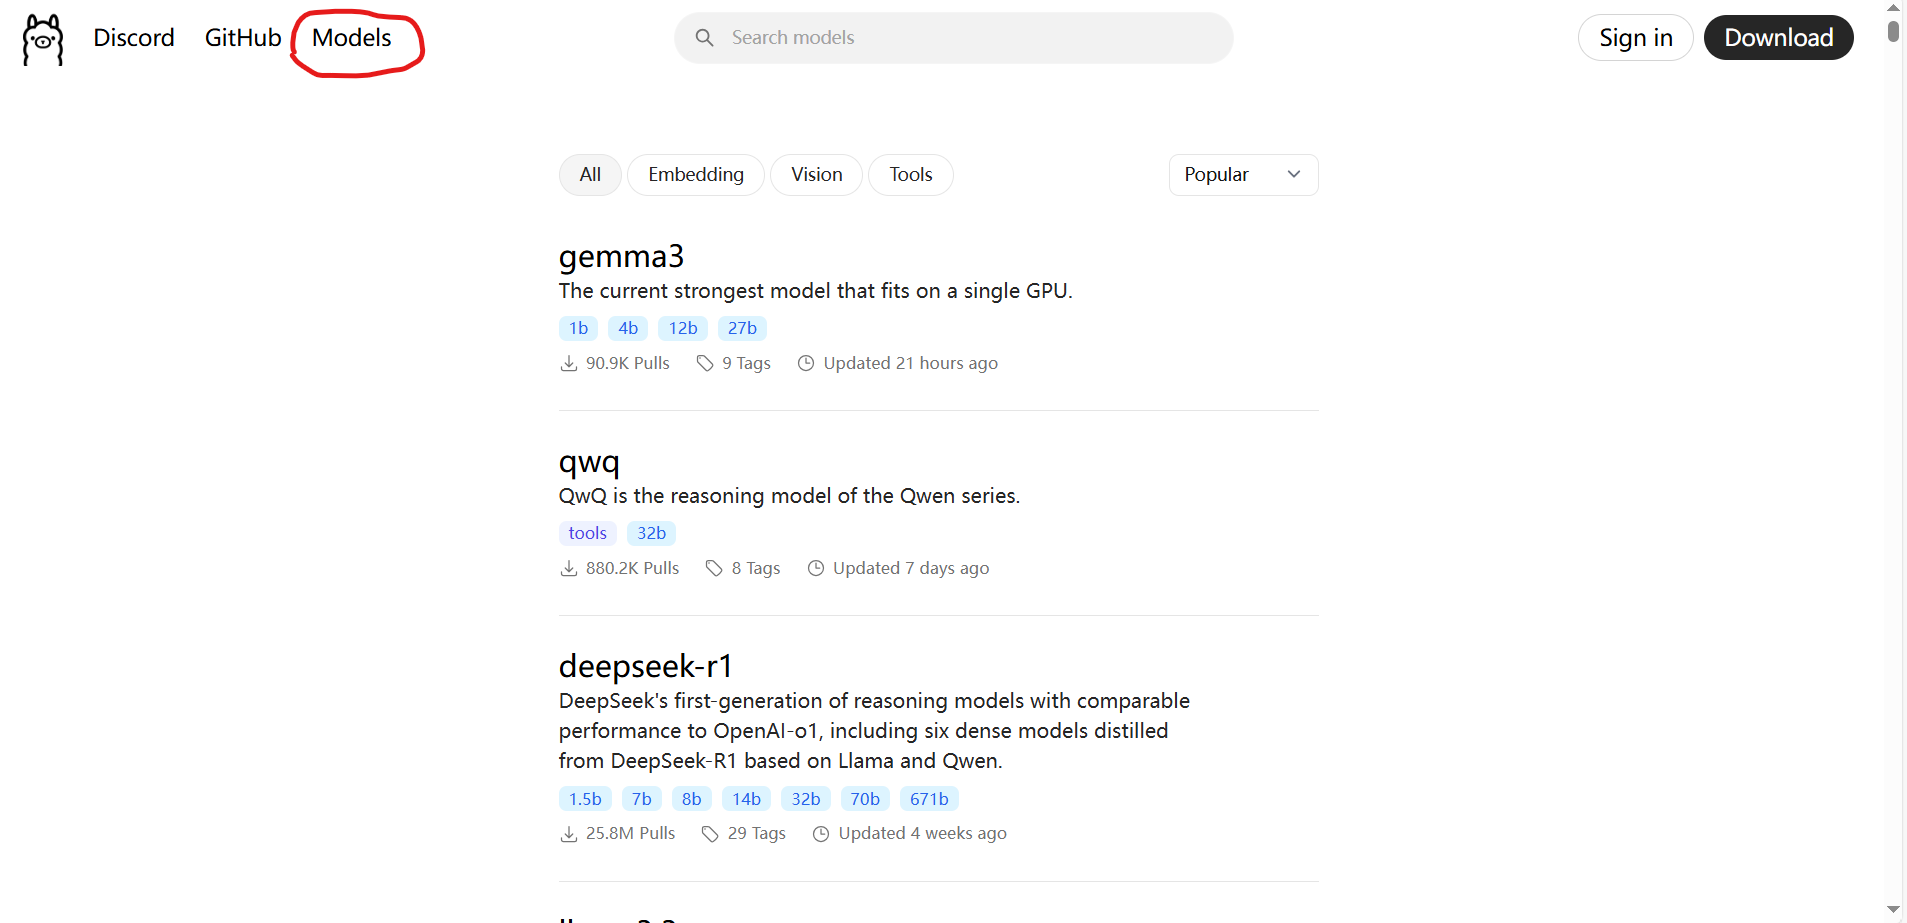 Discord GitHub Models Search models Sign in Download
All Embedding Vision Tools Popular
gemma3
The current strongest model that fits on a single GPU.
1b 4b 12b 27b
90.9K Pulls 9 Tags Updated 21 hours ago
qwq
QwQ is the reasoning model of the Qwen series.
tools 32b
880.2K Pulls 8 Tags Updated 7 days ago
deepseek-r1
DeepSeek's first-generation of reasoning models with comparable
performance to OpenAI-o1, including six dense models distilled
from DeepSeek-R1 based on Llama and Qwen.
1.5b 7b 8b 14b 32b 70b 671b
25.8M Pulls 29 Tags Updated 4 weeks ago